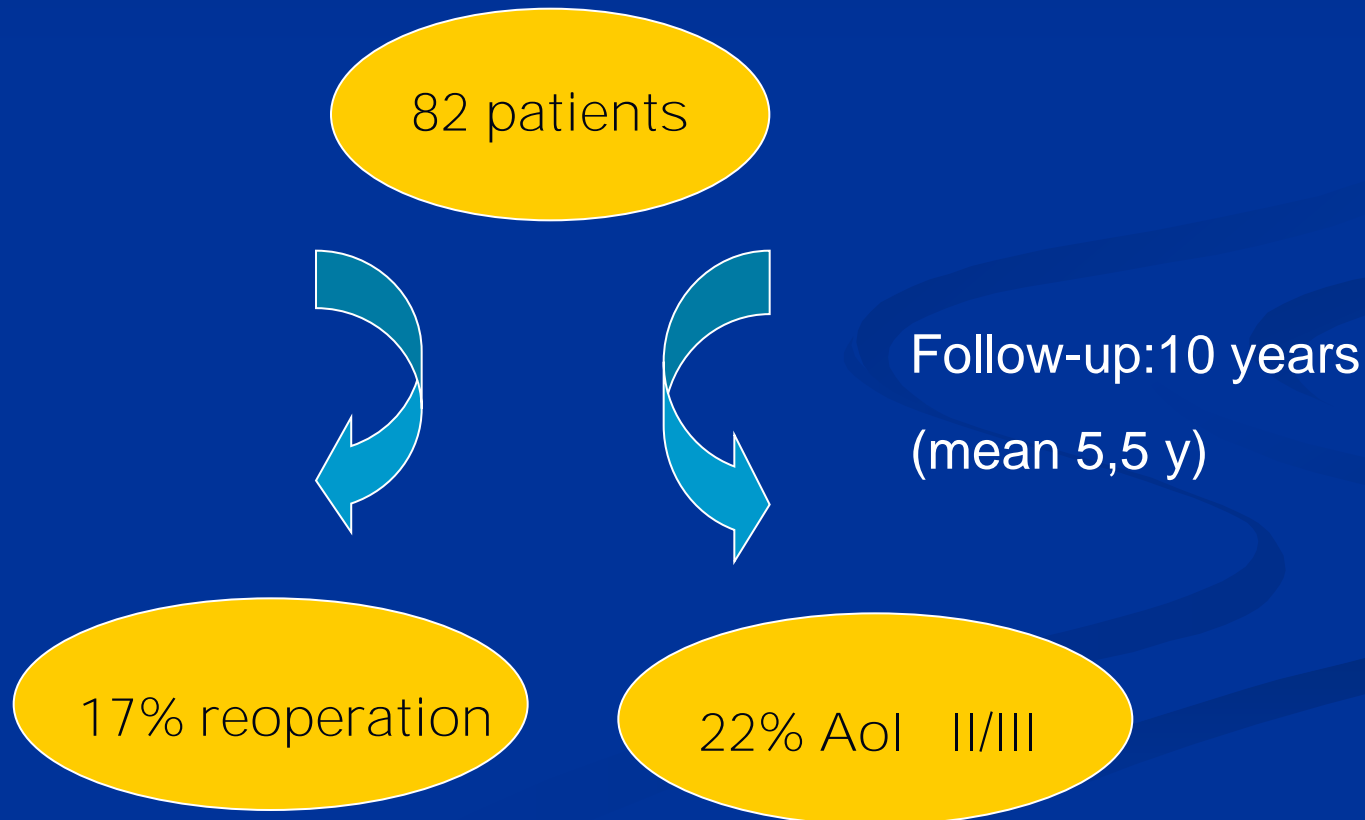 82 patients
Follow-up:10 years
(mean 5,5 y)
17% reoperation
22% AoI II/III